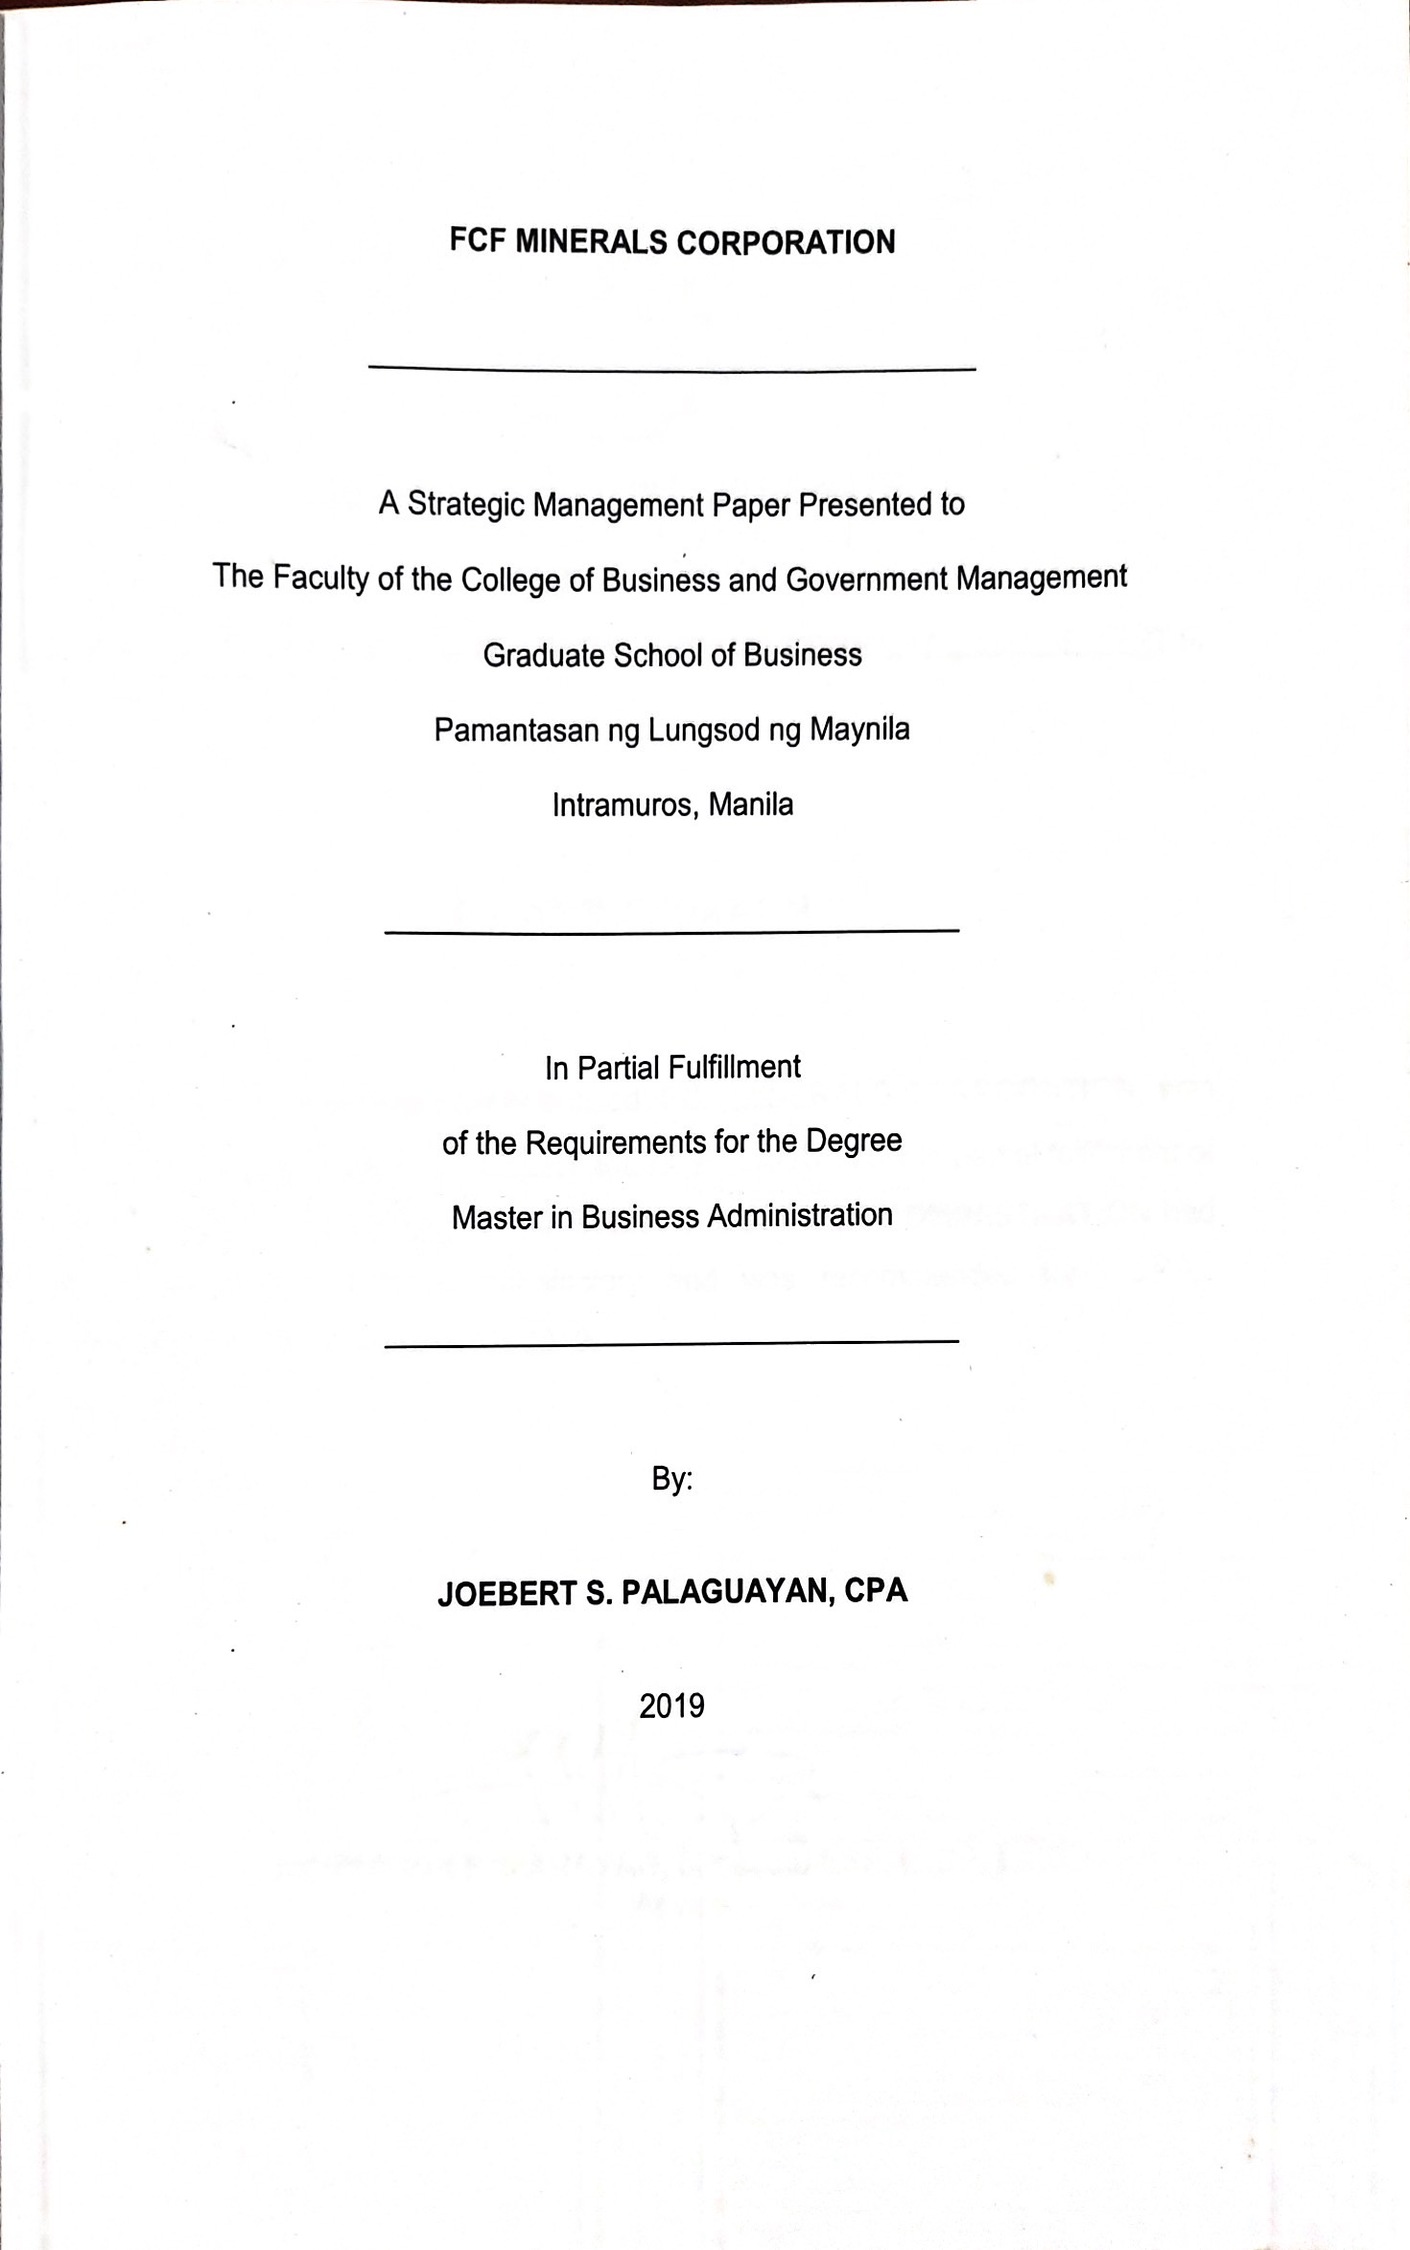 FCF MINERALS CORPORATION
A Strategic Management Paper Presented to
The Faculty of the College of Business and Government Management
Graduate School of Business
Pamantasan ng Lungsod ng Maynila
Intramuros, Manila
In Partial Fulfillment
of the Requirements for the Degree
Master in Business Administration
By:
JOEBERT S. PALAGUAYAN, CPA
2019